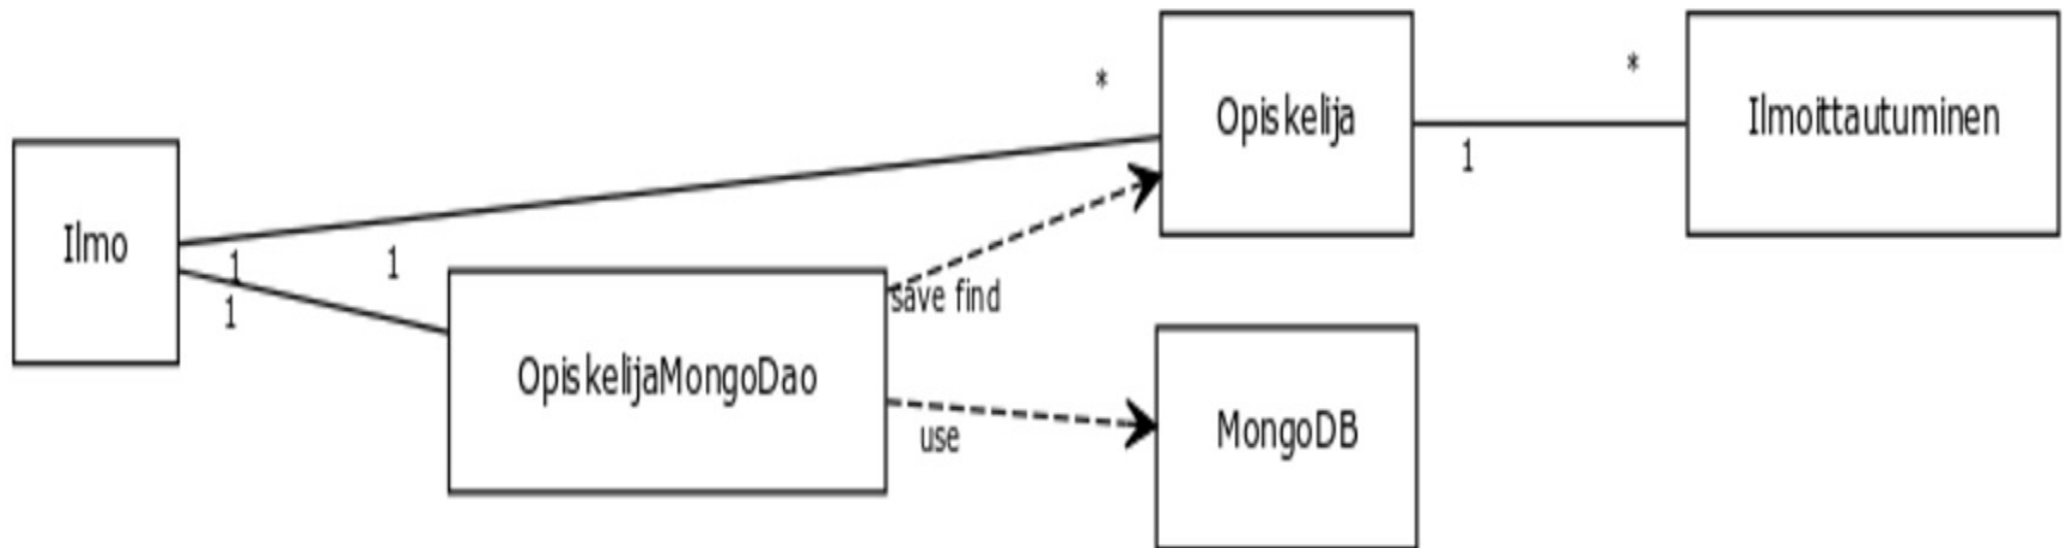 *
Opiskelija
*
Ilmoittautuminen
1
Ilmo
1
1
1
save find
OpiskelijaMongoDao
use
MongoDB